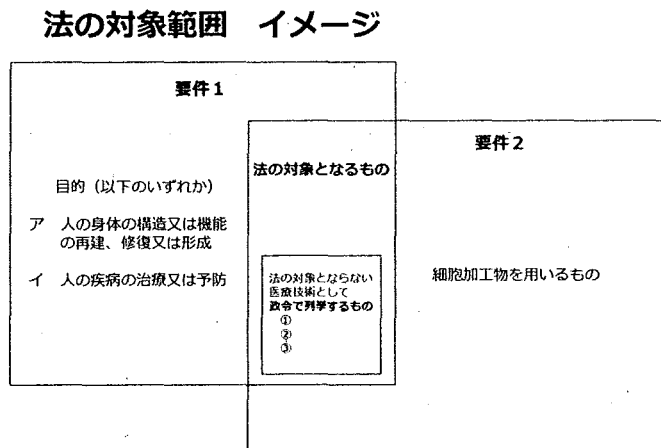 法の対象範囲 イメージ
要件1
目的(以下のいずれか)
ア 人の身体の構造又は機能
の再建、修復又は形成
イ 人の疾病の治療又は予防
法の対象となるもの
法の対象とならない
医療技術として
政令で列挙するもの
①
②
③
要件2
細胞加工物を用いるもの